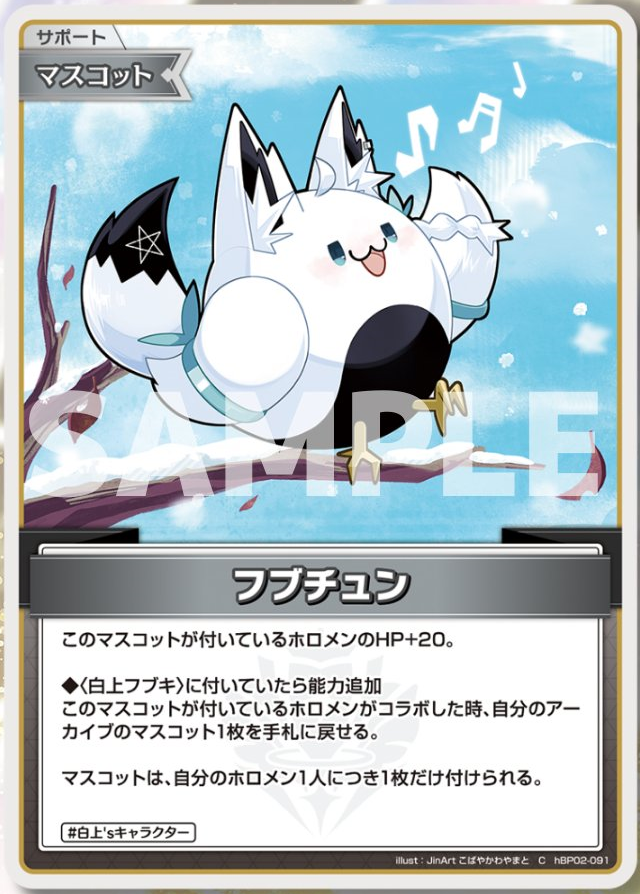 サポート
マスコット
SAMPLE
フブチュン
このマスコットが付いているホロメンのHP+20。
◆〈白上フブキ〉に付いていたら能力追加
このマスコットが付いているホロメンがコラボした時、自分のアー
カイブのマスコット1枚を手札に戻せる。
マスコットは、自分のホロメン1人につき1枚だけ付けられる。
#白上'sキャラクター
illust : JinArt こばやかわやまと C hBP02-091